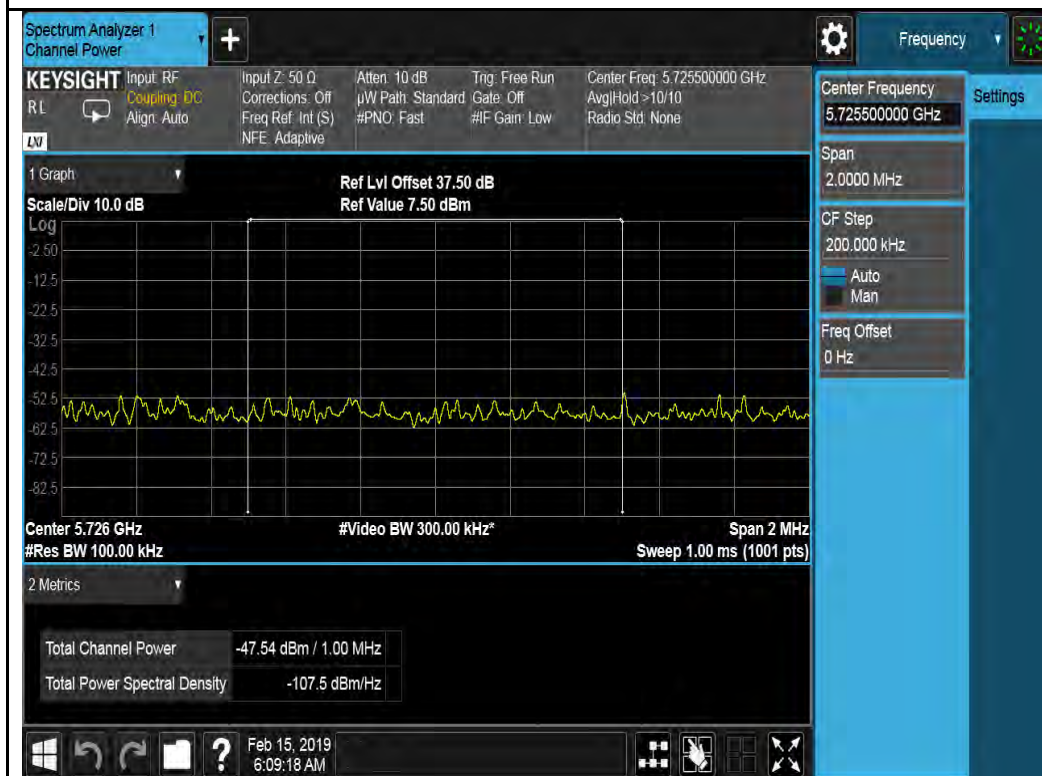 Spectrum Analyzer 1
Channel Power
+
Frequency
KEYSIGHT
R L
LXI
Input: RF
Coupling: DC
Align: Auto
Input Z: 50 Ω
Corrections: Off
Freq Ref: Int (S)
NFE: Adaptive
Atten: 10 dB
µW Path: Standard
#PNO: Fast
Trig: Free Run
Gate: Off
#IF Gain: Low
Center Freq: 5.725500000 GHz
Avg|Hold >10/10
Radio Std: None
1 Graph
Scale/Div 10.0 dB
Ref Lvl Offset 37.50 dB
Ref Value 7.50 dBm
Log
-2.50
-12.5
-22.5
-32.5
-42.5
-52.5
-62.5
-72.5
-82.5
Center 5.726 GHz
#Res BW 100.00 kHz
#Video BW 300.00 kHz*
Span 2 MHz
Sweep 1.00 ms (1001 pts)
2 Metrics
Total Channel Power -47.54 dBm / 1.00 MHz
Total Power Spectral Density -107.5 dBm/Hz
?
Feb 15, 2019
6:09:18 AM
Center Frequency
5.725500000 GHz
Settings
Span
2.0000 MHz
CF Step
200.000 kHz
Auto
Man
Freq Offset
0 Hz